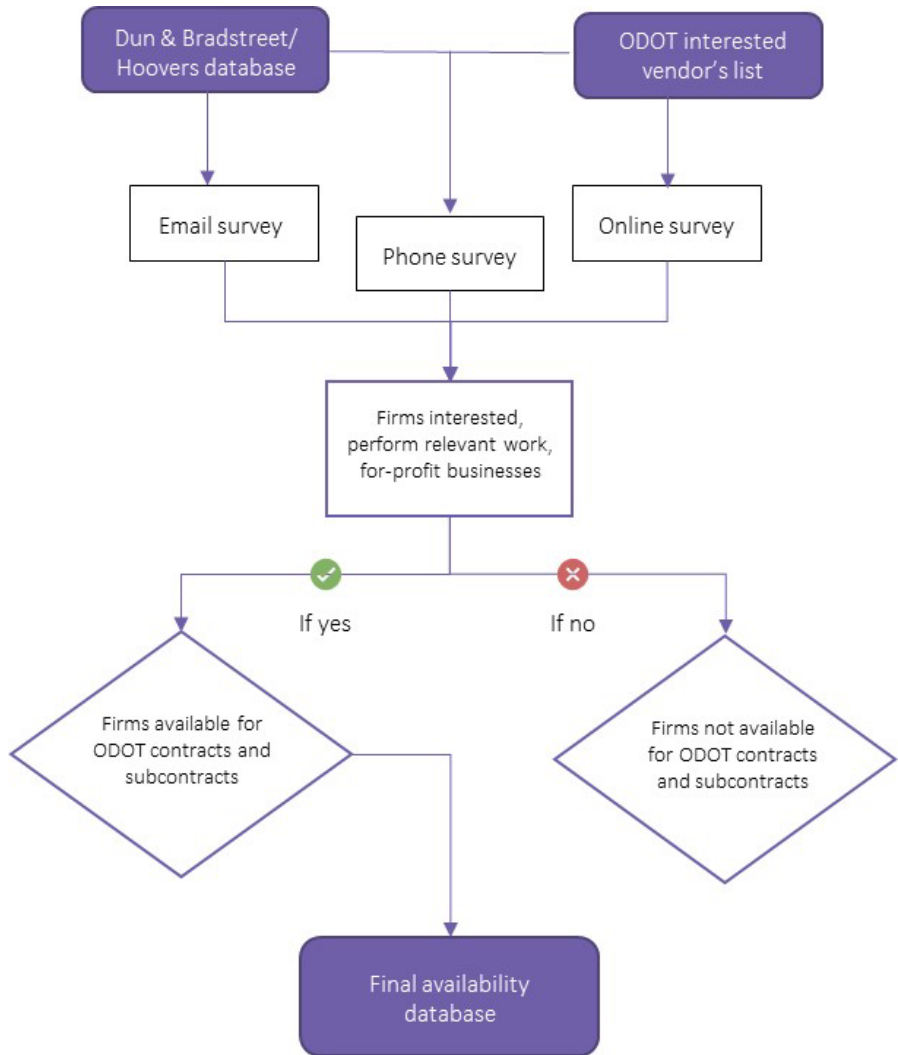 Dun & Bradstreet/
Hoovers database
ODOT interested
vendor's list
Email survey
Phone survey
Online survey
Firms interested,
perform relevant work,
for-profit businesses
If yes
If no
Firms available for
ODOT contracts and
subcontracts
Firms not available
for ODOT contracts
and subcontracts
Final availability
database